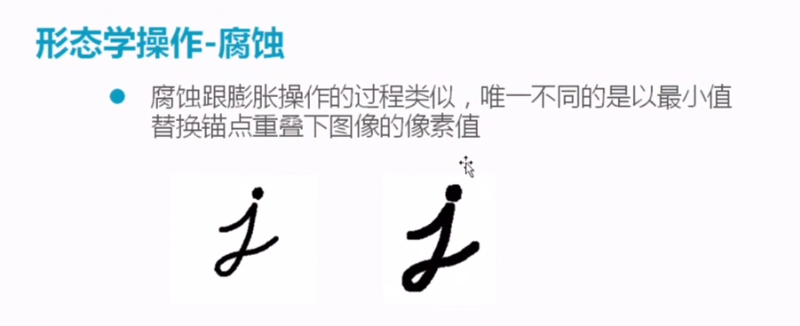 形态学操作-腐蚀
腐蚀跟膨胀操作的过程类似，唯一不同的是以最小值
替换锚点重叠下图像的像素值
j j